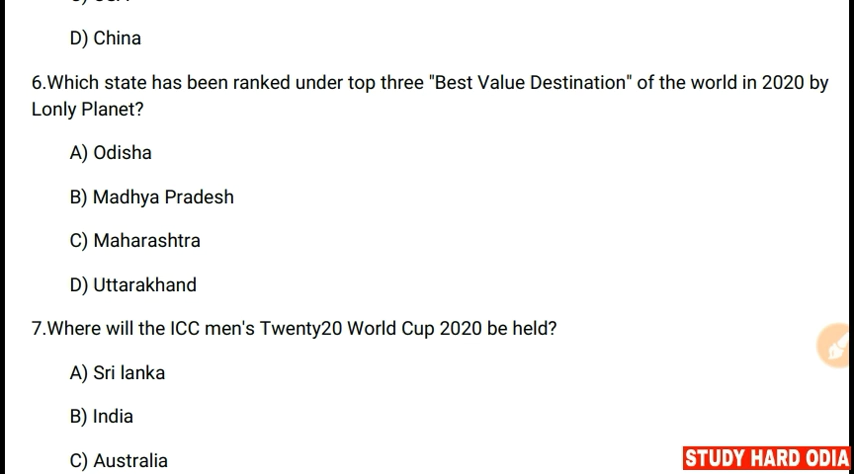 D) China
6.Which state has been ranked under top three "Best Value Destination" of the world in 2020 by
Lonly Planet?
A) Odisha
B) Madhya Pradesh
C) Maharashtra
D) Uttarakhand
7.Where will the ICC men's Twenty20 World Cup 2020 be held?
A) Sri lanka
B) India
C) Australia
STUDY HARD ODIA